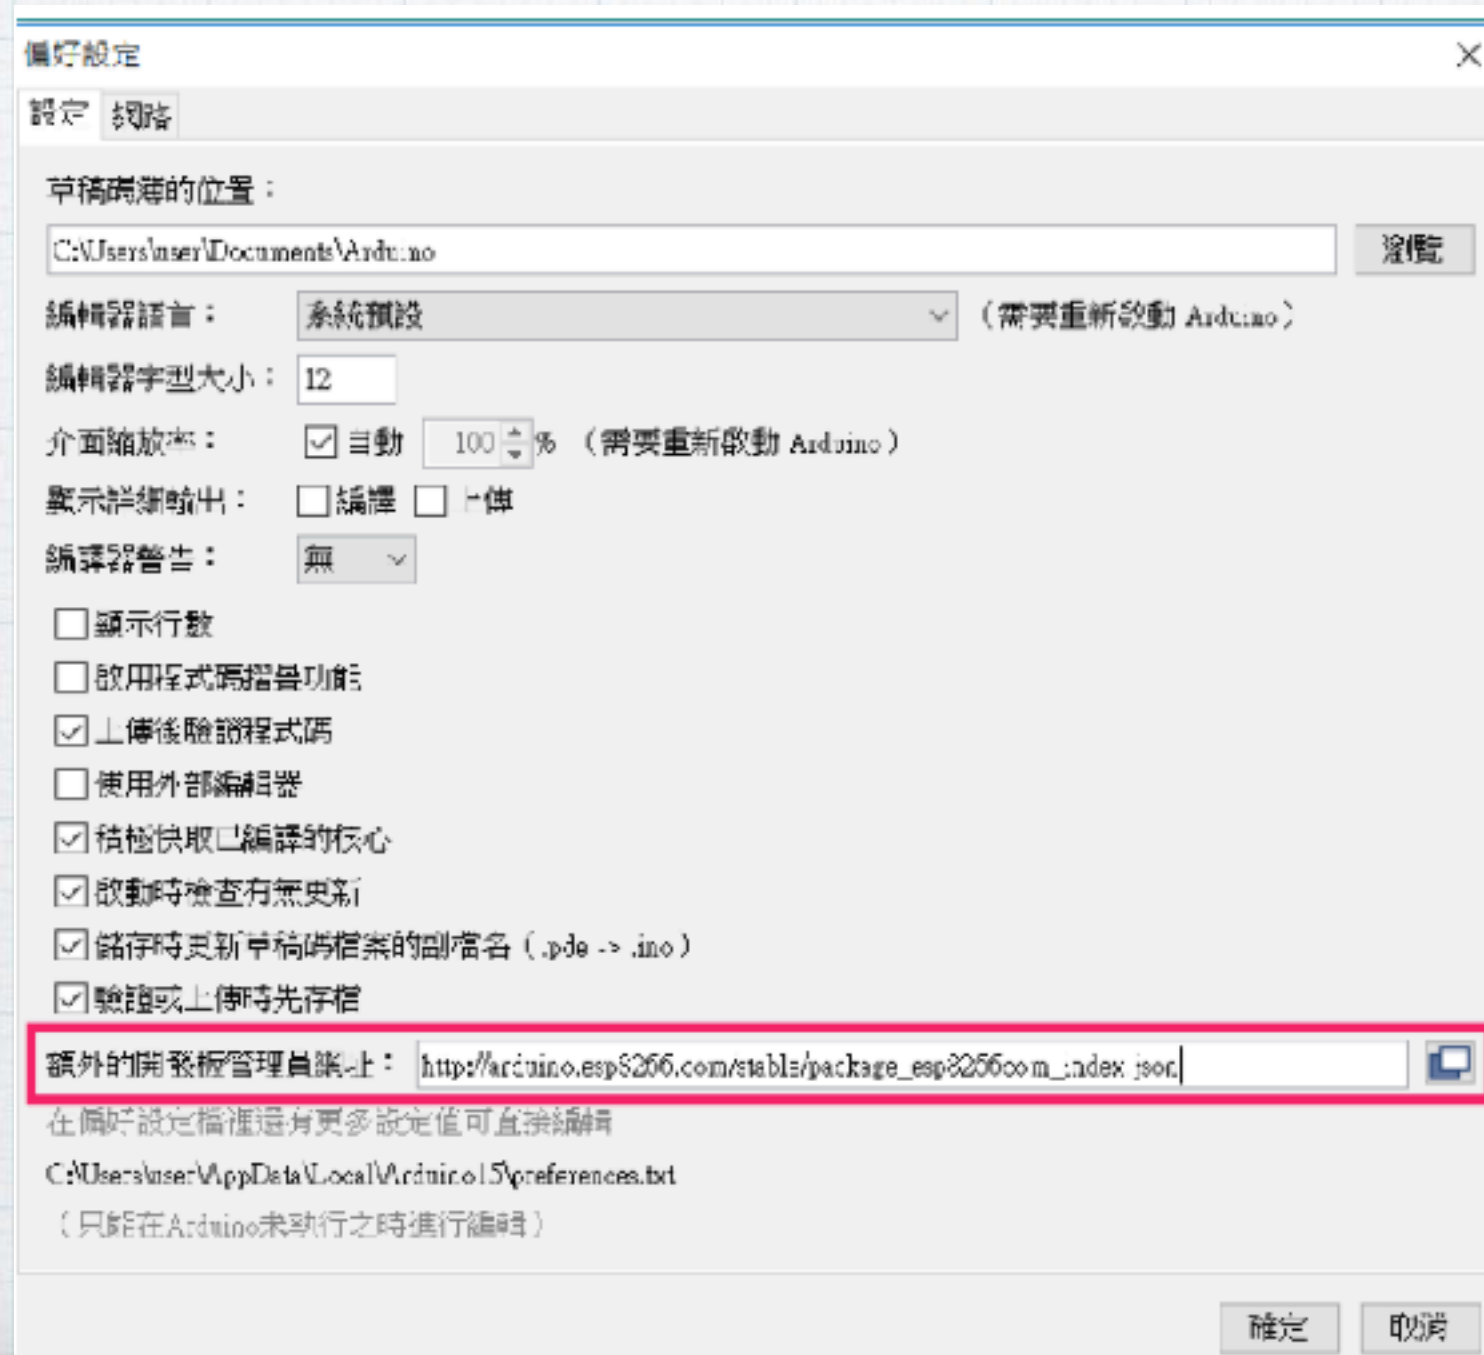 偏好設定
設定 網路
草稿碼簿的位置：
C:\Users\user\Documents\Arduino 瀏覽
編輯器語言： 系統預設 （需要重新啟動 Arduino）
編輯器字型大小： 12
介面縮放率： 自動 100 % （需要重新啟動 Arduino）
顯示詳細輸出： 編譯 上傳
編譯器警告： 無
顯示行數
啟用程式碼摺疊功能
上傳後驗證程式碼
使用外部編輯器
積極快取已編譯的核心
啟動時檢查有無更新
儲存時更新草稿碼檔案的副檔名（.pde -> .ino）
驗證或上傳時先存檔
額外的開發板管理員網址： http://arduino.esp8266.com/stable/package_esp8266com_index.json
在偏好設定檔裡還有更多設定值可直接編輯
C:\Users\user\AppData\Local\Arduino15\preferences.txt
（只能在Arduino未執行之時進行編輯）
確定 取消